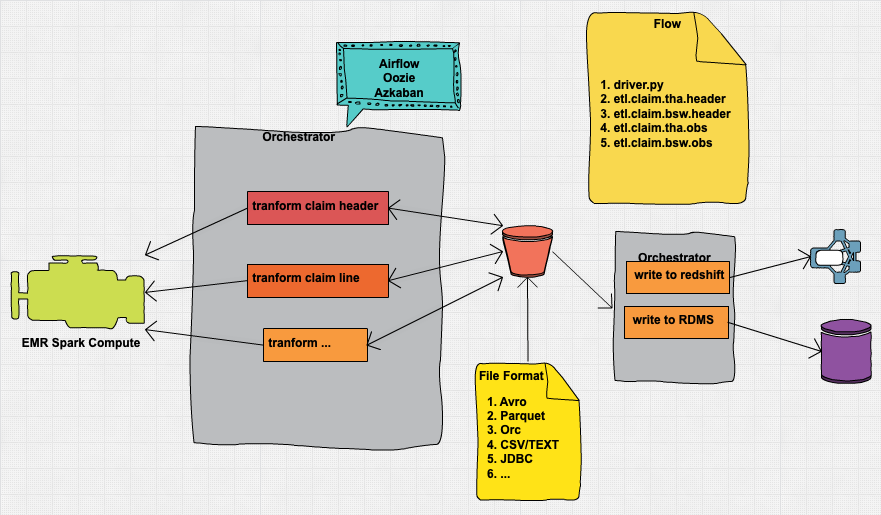 Flow
1. driver.py
2. etl.claim.tha.header
3. etl.claim.bsw.header
4. etl.claim.tha.obs
5. etl.claim.bsw.obs
Airflow
Oozie
Azkaban
Orchestrator
tranform claim header
tranform claim line
tranform ...
EMR Spark Compute
Orchestrator
write to redshift
write to RDMS
File Format
1. Avro
2. Parquet
3. Orc
4. CSV/TEXT
5. JDBC
6. ...